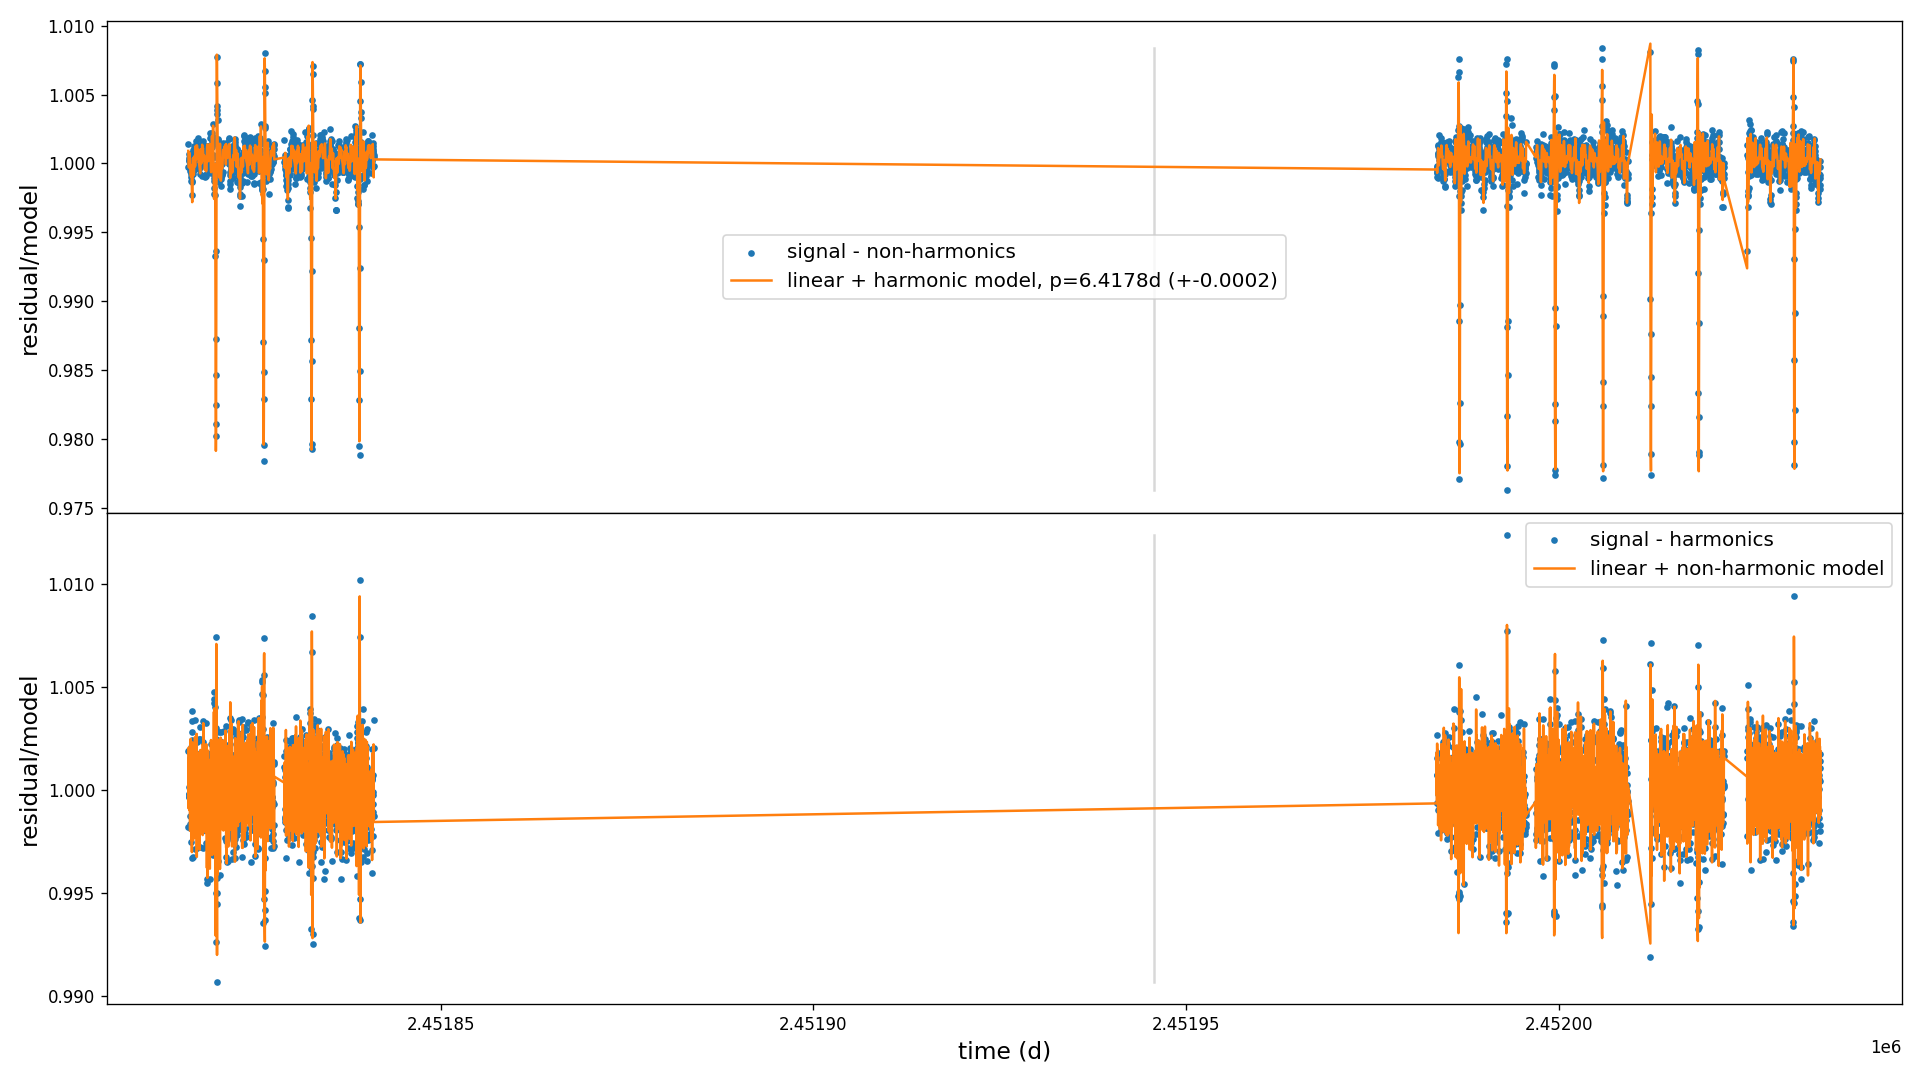 1.010
1.005
1.000
0.995
0.990
0.985
0.980
0.975
residual/model
signal - non-harmonics
linear + harmonic model, p=6.4178d (+-0.0002)
1.010
1.005
1.000
0.995
0.990
residual/model
signal - harmonics
linear + non-harmonic model
2.45185
2.45190
2.45195
2.45200
1e6
time (d)